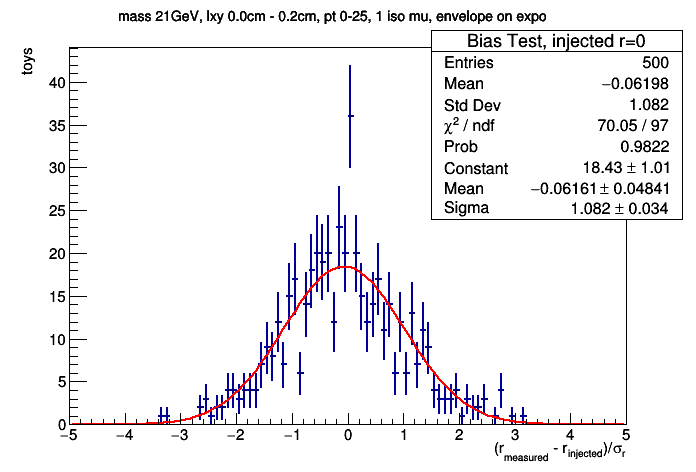 mass 21GeV, lxy 0.0cm - 0.2cm, pt 0-25, 1 iso mu, envelope on expo
Bias Test, injected r=0
Entries 500
Mean −0.06198
Std Dev 1.082
χ² / ndf 70.05 / 97
Prob 0.9822
Constant 18.43 ± 1.01
Mean −0.06161 ± 0.04841
Sigma 1.082 ± 0.034
toys
40
35
30
25
20
15
10
5
0
−5 −4 −3 −2 −1 0 1 2 3 4 5
(r_measured - r_injected)/σ_r